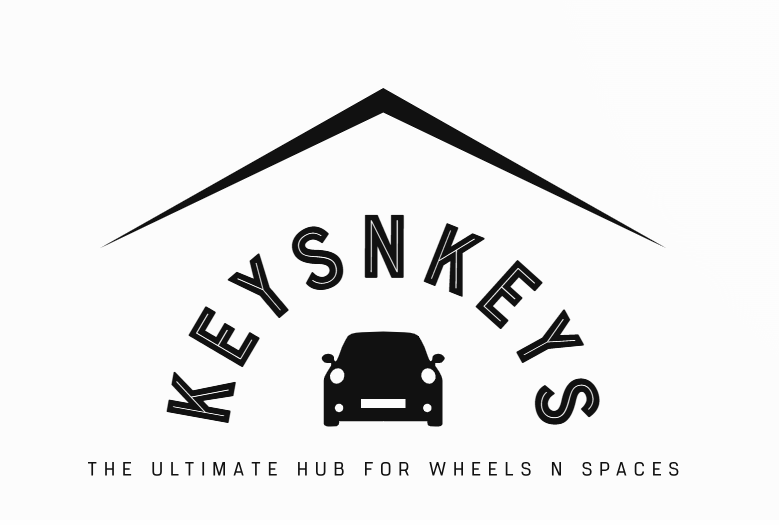 KEYSNKEYS
THE ULTIMATE HUB FOR WHEELS N SPACES